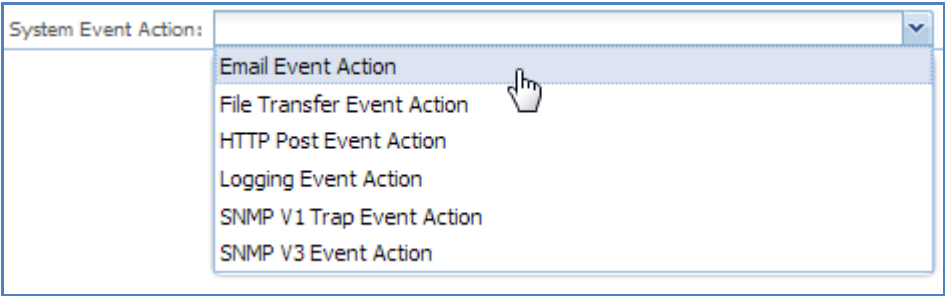 System Event Action:
Email Event Action
File Transfer Event Action
HTTP Post Event Action
Logging Event Action
SNMP V1 Trap Event Action
SNMP V3 Event Action